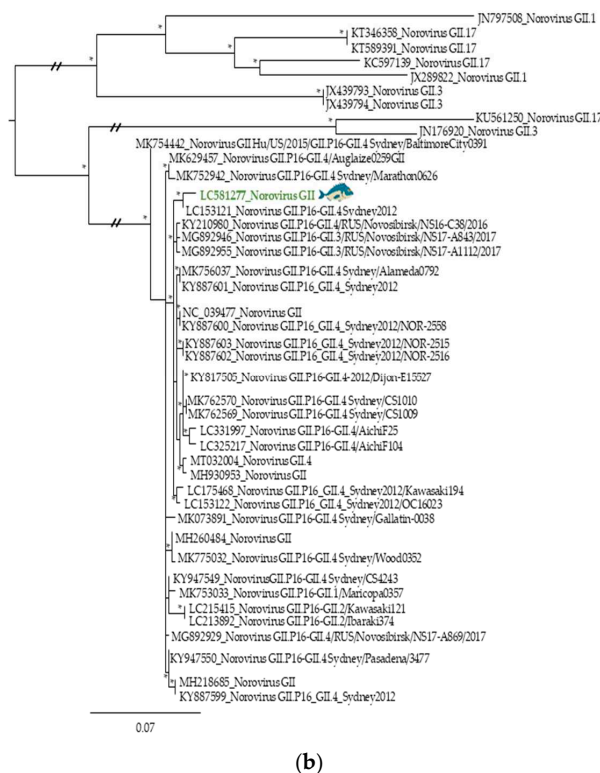 JN797508_Norovirus GII.1
KT346358_Norovirus GII.17
KT589391_Norovirus GII.17
KC597139_Norovirus GII.17
JX289822_Norovirus GII.1
JX439793_Norovirus GII.3
JX439794_Norovirus GII.3
KU561250_Norovirus GII.17
JN176920_Norovirus GII.3
MK754442_Norovirus GII Hu/US/2015/GII.P16-GII.4 Sydney/BaltimoreCity0391
MK629457_Norovirus GII.P16-GII.4/Auglaize0259GII
MK752942_Norovirus GII.P16-GII.4 Sydney/Marathon0626
LC581277_Norovirus GII
LC153121_Norovirus GII.P16-GII.4 Sydney2012
KY210980_Norovirus GII.P16-GII.4/RUS/Novosibirsk/NS16-C38/2016
MG892946_Norovirus GII.P16-GII.3/RUS/Novosibirsk/NS17-A843/2017
MG892955_Norovirus GII.P16-GII.3/RUS/Novosibirsk/NS17-A1112/2017
MK756037_Norovirus GII.P16-GII.4 Sydney/Alameda0792
KY887601_Norovirus GII.P16_GII.4_Sydney2012
NC_039477_Norovirus GII
KY887600_Norovirus GII.P16_GII.4_Sydney2012/NOR-2558
KY887603_Norovirus GII.P16_GII.4_Sydney2012/NOR-2515
KY887602_Norovirus GII.P16_GII.4_Sydney2012/NOR-2516
KY817505_Norovirus GII.P16-GII.4-2012/Dijon-E15527
MK762570_Norovirus GII.P16-GII.4 Sydney/CS1010
MK762569_Norovirus GII.P16-GII.4 Sydney/CS1009
LC331997_Norovirus GII.P16-GII.4/AichiF25
LC325217_Norovirus GII.P16-GII.4/AichiF104
MT032004_Norovirus GII.4
MH930953_Norovirus GII
LC175468_Norovirus GII.P16_GII.4_Sydney2012/Kawasaki194
LC153122_Norovirus GII.P16_GII.4_Sydney2012/OC16023
MK073891_Norovirus GII.P16-GII.4 Sydney/Gallatin-0038
MH260484_Norovirus GII
MK775032_Norovirus GII.P16-GII.4 Sydney/Wood0352
KY947549_NorovirusGII.P16-GII.4 Sydney/CS4243
MK753033_Norovirus GII.P16-GII.1/Maricopa0357
LC215415_Norovirus GII.P16-GII.2/Kawasaki121
LC213892_Norovirus GII.P16-GII.2/Ibaraki374
MG892929_Norovirus GII.P16-GII.4/RUS/Novosibirsk/NS17-A869/2017
KY947550_Norovirus GII.P16-GII.4 Sydney/Pasadena/3477
MH218685_Norovirus GII
KY887599_Norovirus GII.P16_GII.4_Sydney2012
0.07
(b)